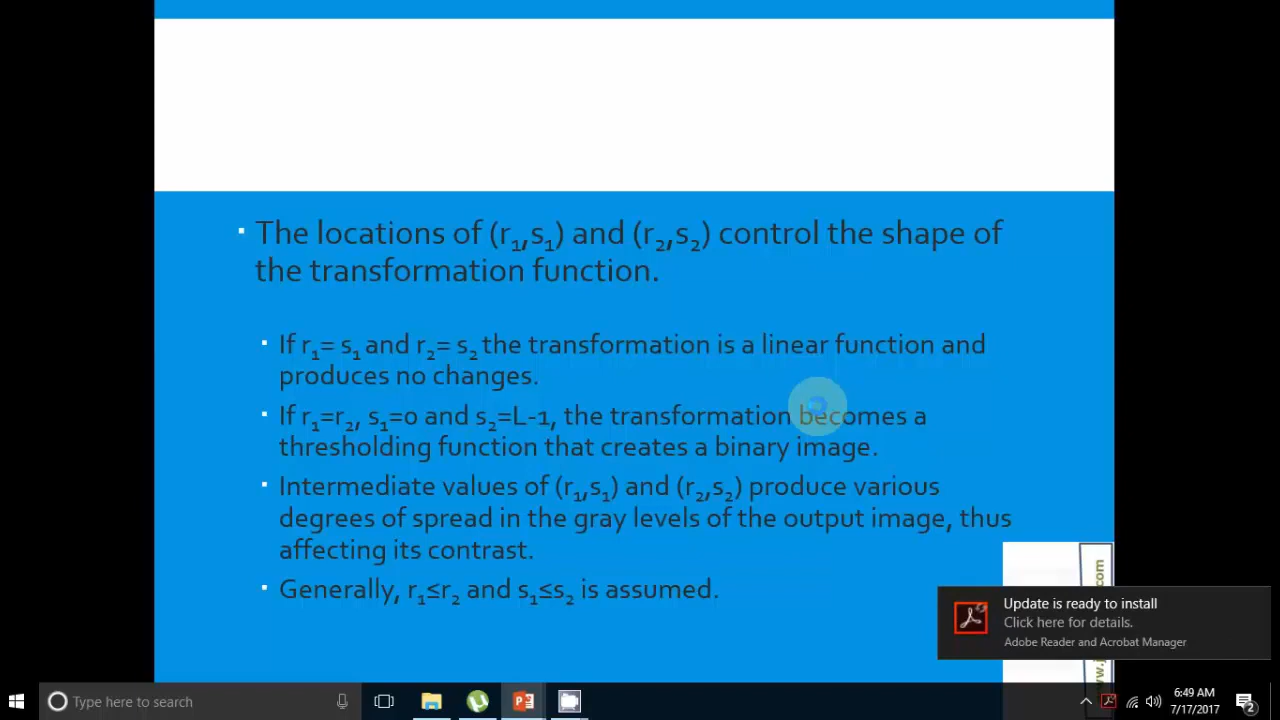 ▪ The locations of (r₁,s₁) and (r₂,s₂) control the shape of
the transformation function.
▪ If r₁= s₁ and r₂= s₂ the transformation is a linear function and
produces no changes.
▪ If r₁=r₂, s₁=0 and s₂=L-1, the transformation becomes a
thresholding function that creates a binary image.
▪ Intermediate values of (r₁,s₁) and (r₂,s₂) produce various
degrees of spread in the gray levels of the output image, thus
affecting its contrast.
▪ Generally, r₁≤r₂ and s₁≤s₂ is assumed.
Update is ready to install
Click here for details.
Adobe Reader and Acrobat Manager
Type here to search
6:49 AM
7/17/2017
2